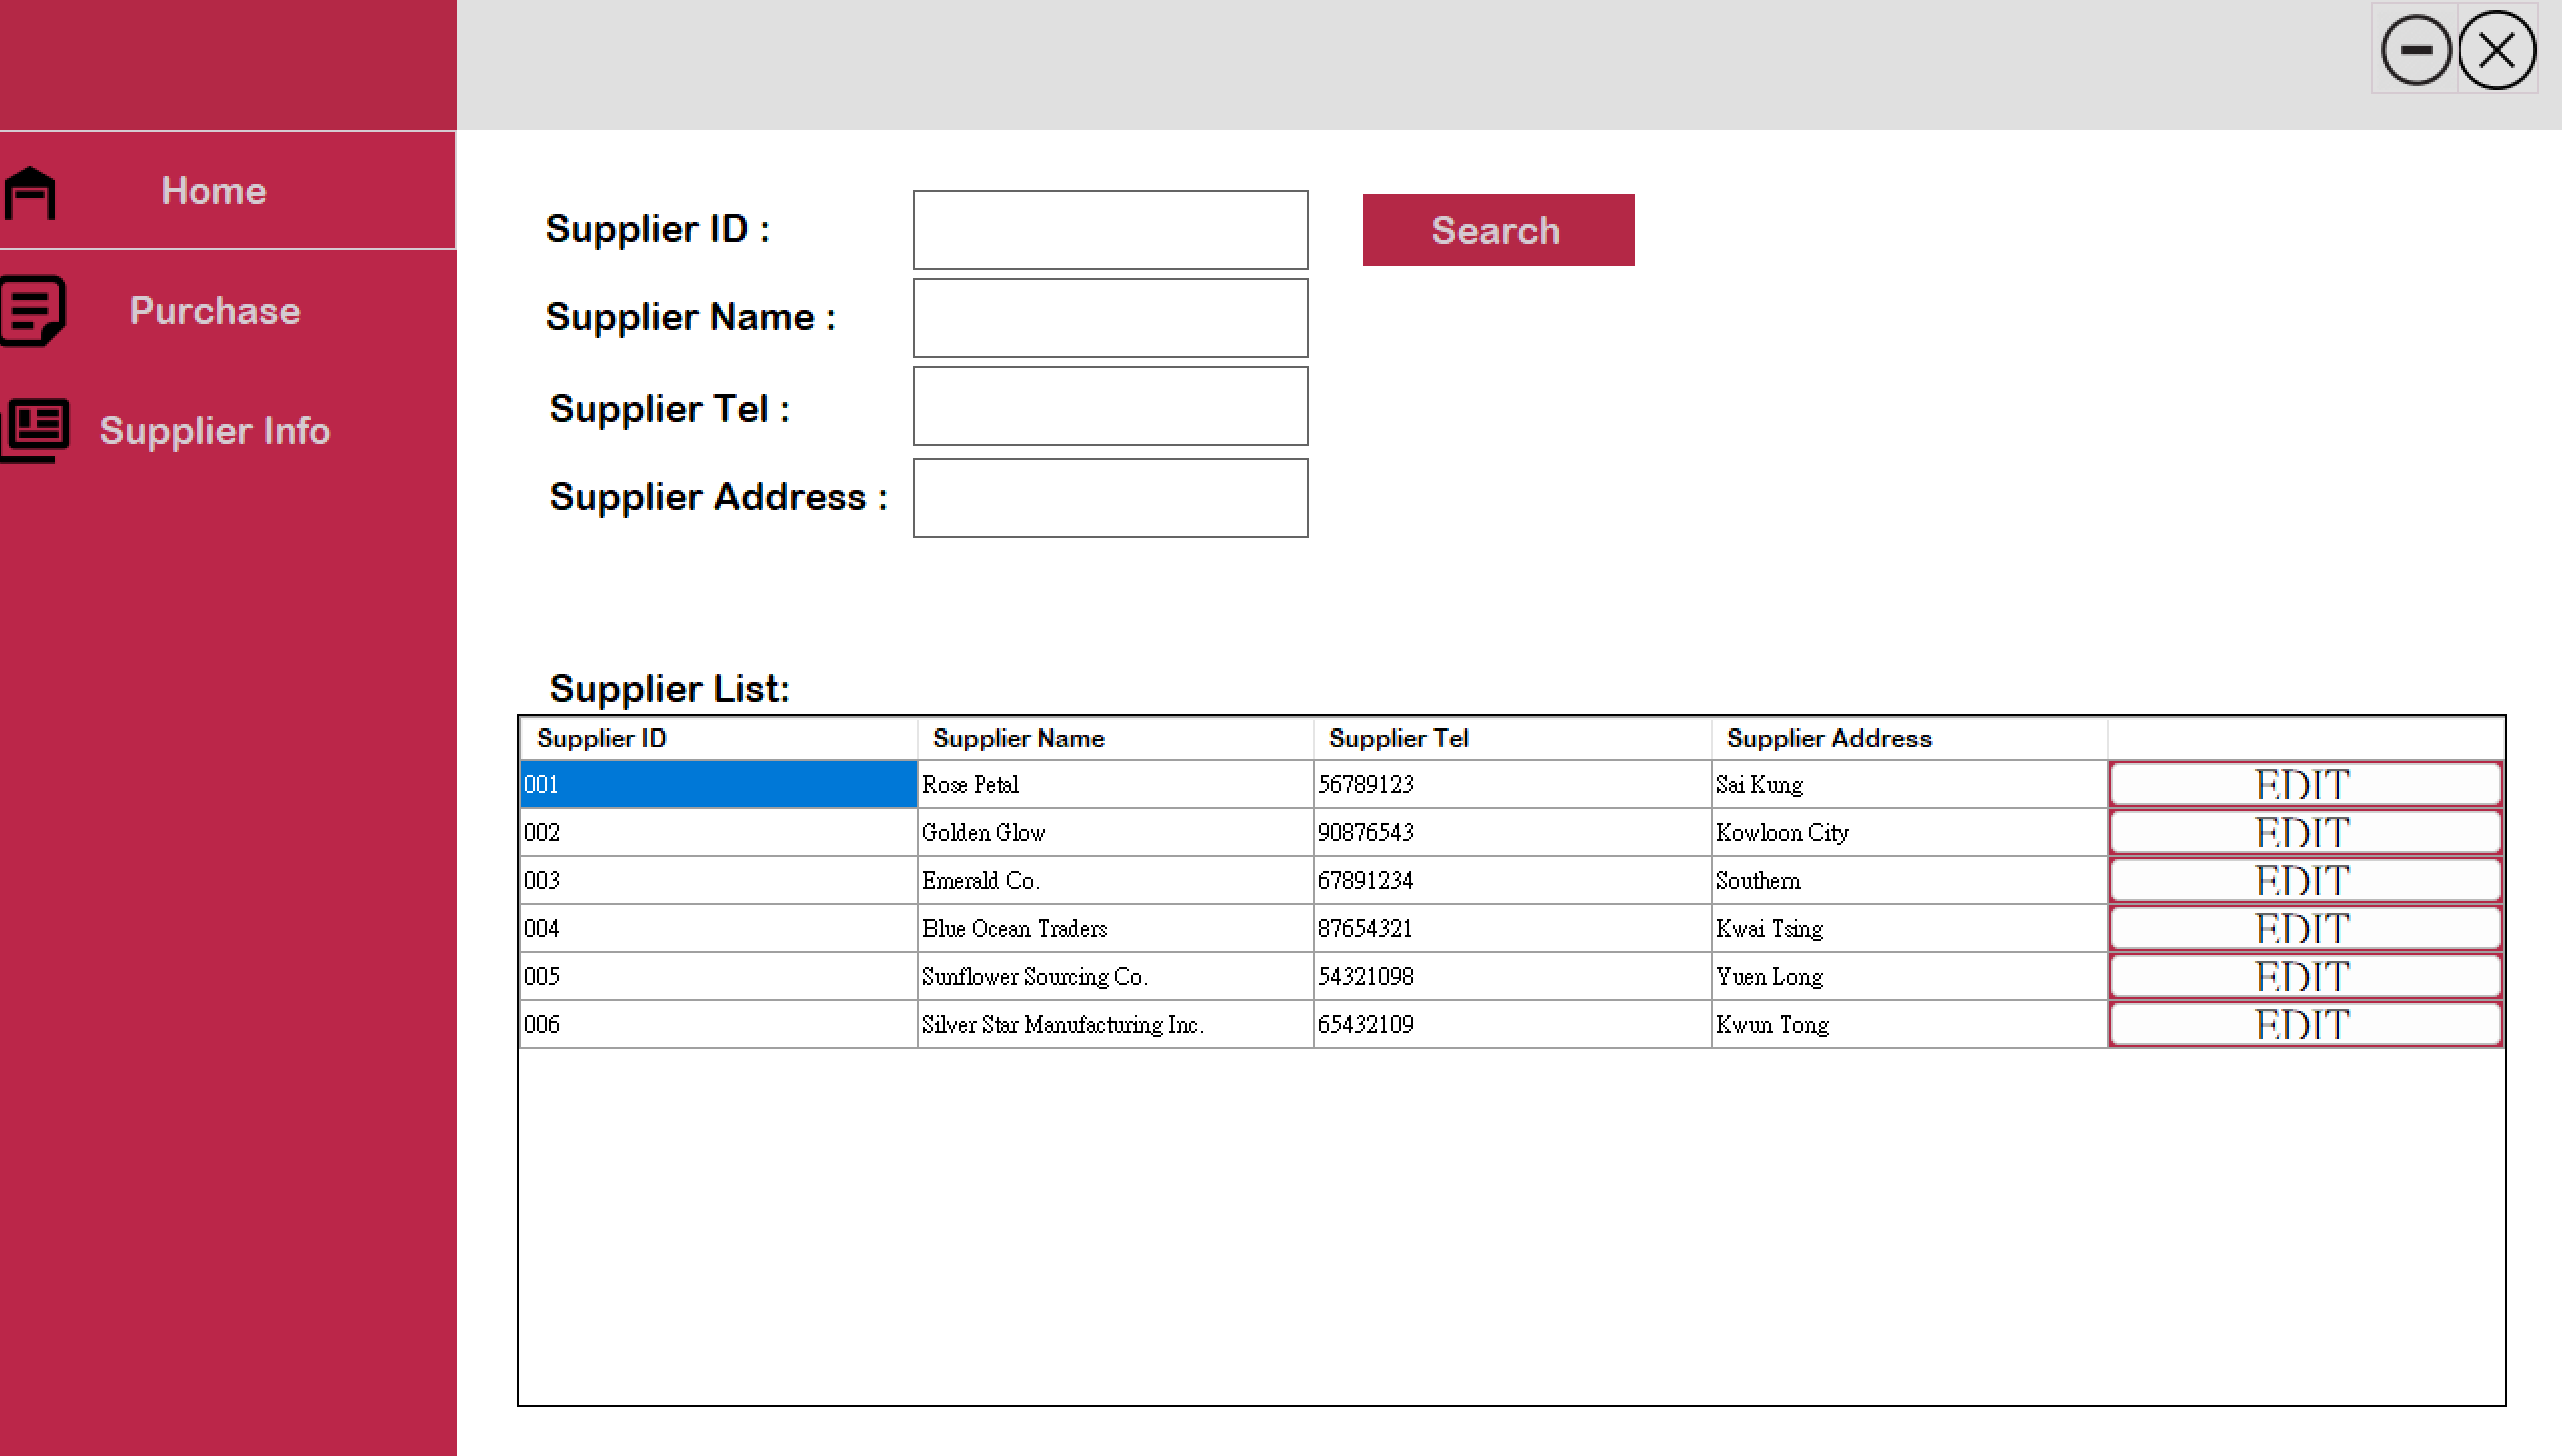 Home
Purchase
Supplier Info
Supplier ID :
Search
Supplier Name :
Supplier Tel :
Supplier Address :
Supplier List:
Supplier ID Supplier Name Supplier Tel Supplier Address
001 Rose Petal 56789123 Sai Kung EDIT
002 Golden Glow 90876543 Kowloon City EDIT
003 Emerald Co. 67891234 Southern EDIT
004 Blue Ocean Traders 87654321 Kwai Tsing EDIT
005 Sunflower Sourcing Co. 54321098 Yuen Long EDIT
006 Silver Star Manufacturing Inc. 65432109 Kwun Tong EDIT